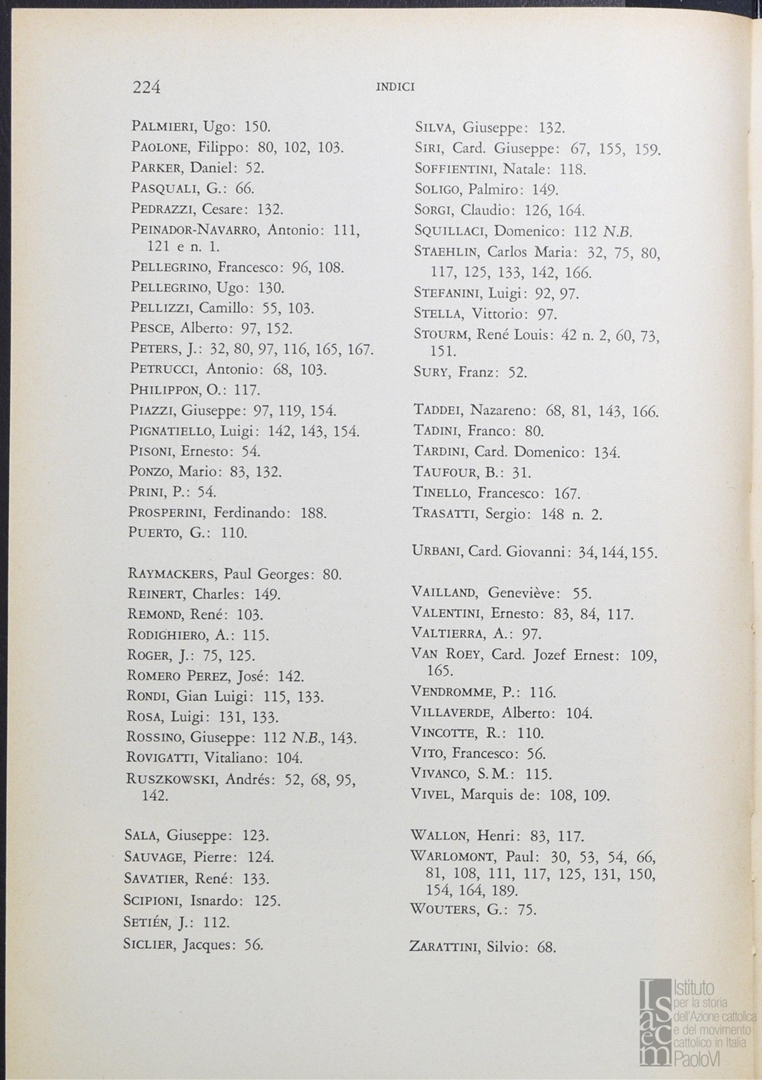 224
INDICI
PALMIERI, Ugo: 150.
PAOLONE, Filippo: 80, 102, 103.
PARKER, Daniel: 52.
PASQUALI, G.: 66.
PEDRAZZI, Cesare: 132.
PEINADOR-NAVARRO, Antonio: 111,
121 e n. 1.
PELLEGRINO, Francesco: 96, 108.
PELLEGRINO, Ugo: 130.
PELLIZZI, Camillo: 55, 103.
PESCE, Alberto: 97, 152.
PETERS, J.: 32, 80, 97, 116, 165, 167.
PETRUCCI, Antonio: 68, 103.
PHILIPPON, O.: 117.
PIAZZI, Giuseppe: 97, 119, 154.
PIGNATIELLO, Luigi: 142, 143, 154.
PISONI, Ernesto: 54.
PONZO, Mario: 83, 132.
PRINI, P.: 54.
PROSPERINI, Ferdinando: 188.
PUERTO, G.: 110.
RAYMACKERS, Paul Georges: 80.
REINERT, Charles: 149.
REMOND, René: 103.
RODIGHIERO, A.: 115.
ROGER, J.: 75, 125.
ROMERO PEREZ, José: 142.
RONDI, Gian Luigi: 115, 133.
ROSA, Luigi: 131, 133.
ROSSINO, Giuseppe: 112 N.B., 143.
ROVIGATTI, Vitaliano: 104.
RUSZKOWSKI, Andrés: 52, 68, 95,
142.
SALA, Giuseppe: 123.
SAUVAGE, Pierre: 124.
SAVATIER, René: 133.
SCIPIONI, Isnardo: 125.
SETIÉN, J.: 112.
SICLIER, Jacques: 56.
SILVA, Giuseppe: 132.
SIRI, Card. Giuseppe: 67, 155, 159.
SOFFIENTINI, Natale: 118.
SOLIGO, Palmiro: 149.
SORGI, Claudio: 126, 164.
SQUILLACI, Domenico: 112 N.B.
STAEHLIN, Carlos Maria: 32, 75, 80,
117, 125, 133, 142, 166.
STEFANINI, Luigi: 92, 97.
STELLA, Vittorio: 97.
STOURM, René Louis: 42 n. 2, 60, 73,
151.
SURY, Franz: 52.
TADDEI, Nazareno: 68, 81, 143, 166.
TADINI, Franco: 80.
TARDINI, Card. Domenico: 134.
TAUFOUR, B.: 31.
TINELLO, Francesco: 167.
TRASATTI, Sergio: 148 n. 2.
URBANI, Card. Giovanni: 34, 144, 155.
VAILLAND, Geneviève: 55.
VALENTINI, Ernesto: 83, 84, 117.
VALTIERRA, A.: 97.
VAN ROEY, Card. Jozef Ernest: 109,
165.
VENDROMME, P.: 116.
VILLAVERDE, Alberto: 104.
VINCOTTE, R.: 110.
VITO, Francesco: 56.
VIVANCO, S. M.: 115.
VIVEL, Marquis de: 108, 109.
WALLON, Henri: 83, 117.
WARLOMONT, Paul: 30, 53, 54, 66,
81, 108, 111, 117, 125, 131, 150,
154, 164, 189.
WOUTERS, G.: 75.
ZARATTINI, Silvio: 68.
Isacem
Istituto
per la storia
dell'Azione cattolica
e del movimento
cattolico in Italia
PaoloVI